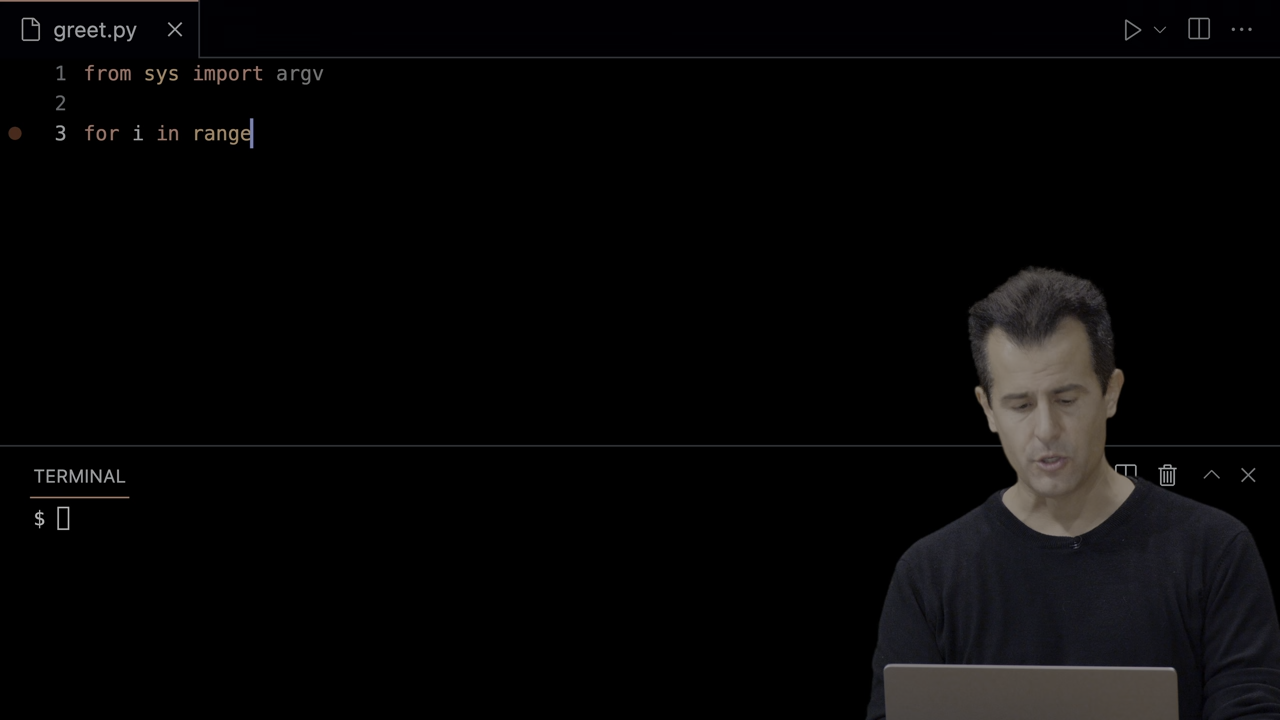 greet.py
1 from sys import argv
2
3 for i in range
TERMINAL
$